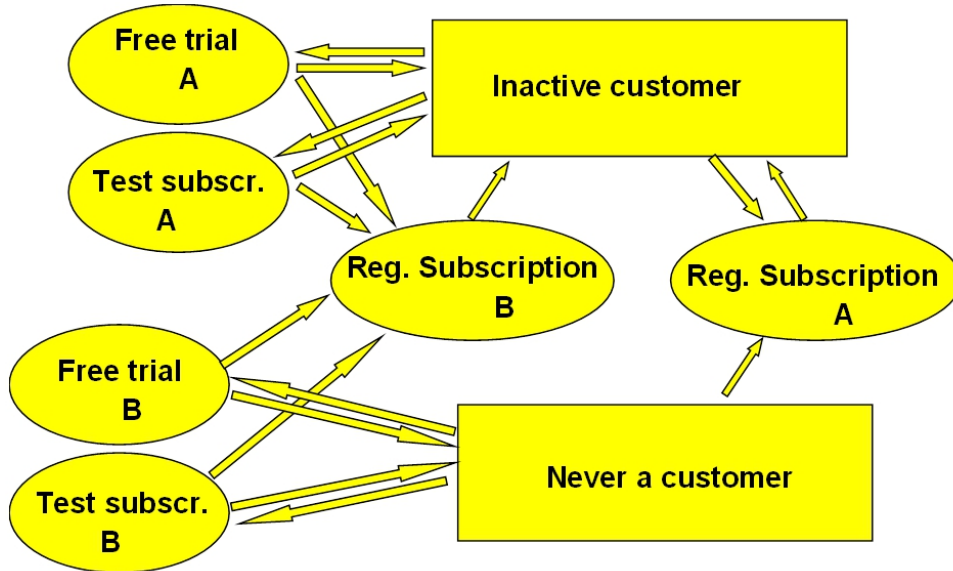 Free trial
A
Inactive customer
Test subscr.
A
Reg. Subscription
B
Reg. Subscription
A
Free trial
B
Never a customer
Test subscr.
B